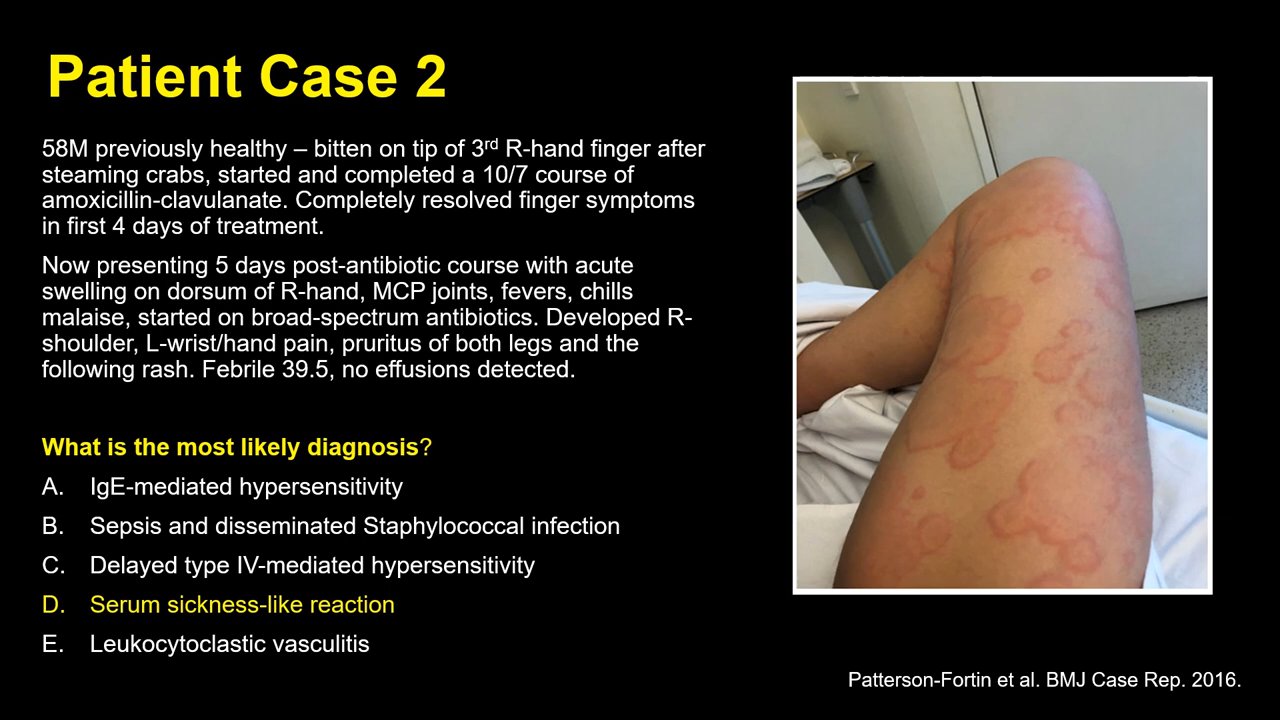 Patient Case 2
58M previously healthy – bitten on tip of 3rd R-hand finger after
steaming crabs, started and completed a 10/7 course of
amoxicillin-clavulanate. Completely resolved finger symptoms
in first 4 days of treatment.
Now presenting 5 days post-antibiotic course with acute
swelling on dorsum of R-hand, MCP joints, fevers, chills
malaise, started on broad-spectrum antibiotics. Developed R-
shoulder, L-wrist/hand pain, pruritus of both legs and the
following rash. Febrile 39.5, no effusions detected.
What is the most likely diagnosis?
A. IgE-mediated hypersensitivity
B. Sepsis and disseminated Staphylococcal infection
C. Delayed type IV-mediated hypersensitivity
D. Serum sickness-like reaction
E. Leukocytoclastic vasculitis
Patterson-Fortin et al. BMJ Case Rep. 2016.